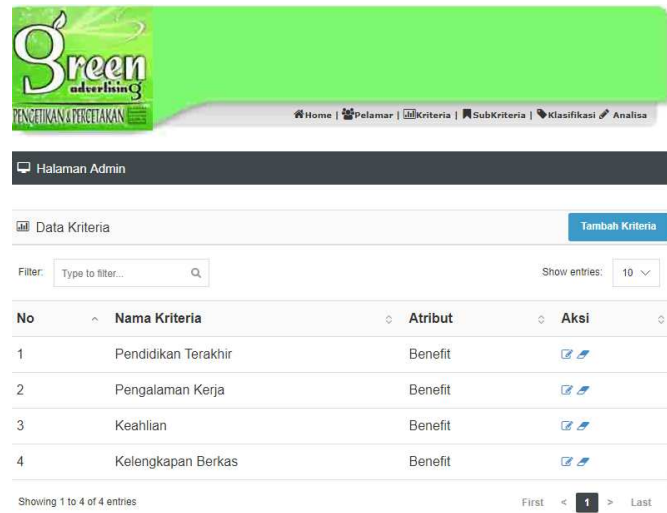 green
advertising
PENGETIKAN & PERCETAKAN
Home | Pelamar | Kriteria | SubKriteria | Klasifikasi Analisa
Halaman Admin
Data Kriteria Tambah Kriteria
Filter: Type to filter... Show entries: 10
No Nama Kriteria Atribut Aksi
1 Pendidikan Terakhir Benefit
2 Pengalaman Kerja Benefit
3 Keahlian Benefit
4 Kelengkapan Berkas Benefit
Showing 1 to 4 of 4 entries First < 1 > Last